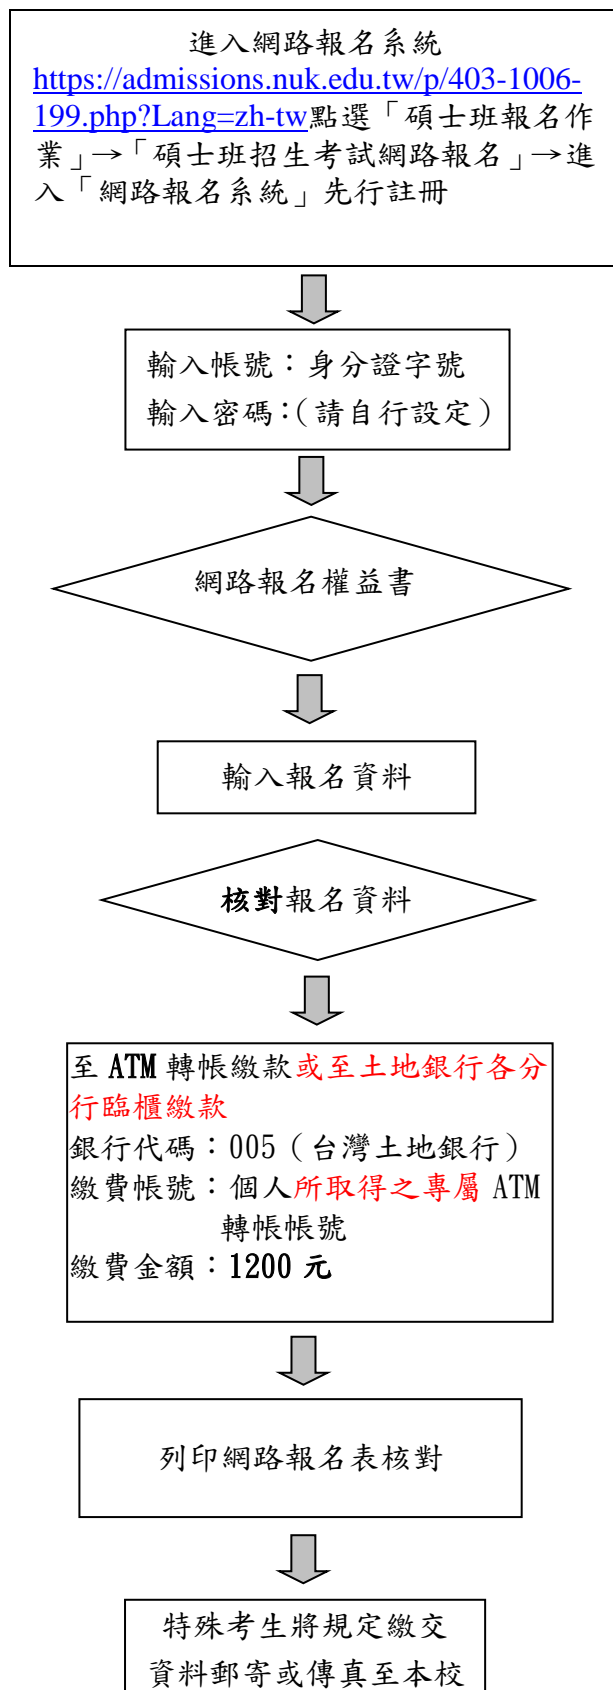 進入網路報名系統
https://admissions.nuk.edu.tw/p/403-1006-
199.php?Lang=zh-tw點選「碩士班報名作
業」→「碩士班招生考試網路報名」→進
入「網路報名系統」先行註冊
輸入帳號：身分證字號
輸入密碼：（請自行設定）
網路報名權益書
輸入報名資料
核對報名資料
至 ATM 轉帳繳款或至土地銀行各分
行臨櫃繳款
銀行代碼：005（台灣土地銀行）
繳費帳號：個人所取得之專屬 ATM
轉帳帳號
繳費金額：1200 元
列印網路報名表核對
特殊考生將規定繳交
資料郵寄或傳真至本校